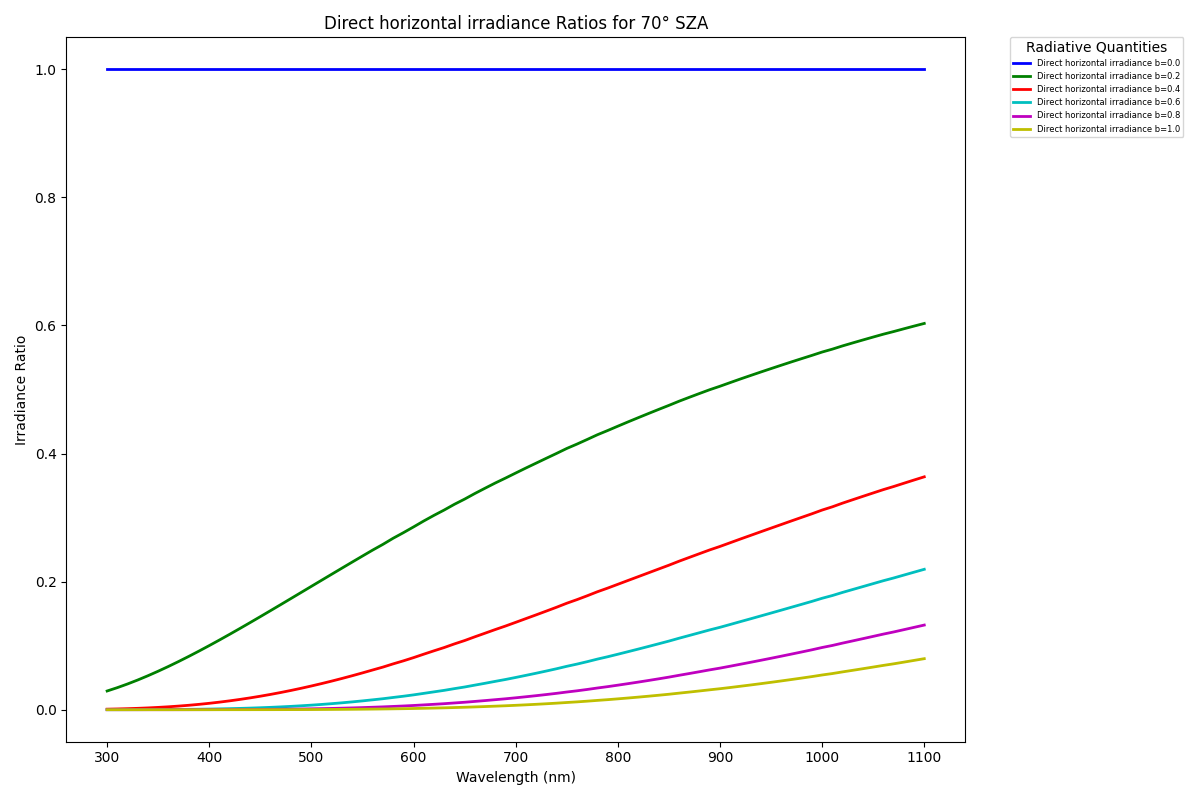 Direct horizontal irradiance Ratios for 70° SZA
Radiative Quantities
Direct horizontal irradiance b=0.0
Direct horizontal irradiance b=0.2
Direct horizontal irradiance b=0.4
Direct horizontal irradiance b=0.6
Direct horizontal irradiance b=0.8
Direct horizontal irradiance b=1.0
Irradiance Ratio
1.0
0.8
0.6
0.4
0.2
0.0
300 400 500 600 700 800 900 1000 1100
Wavelength (nm)